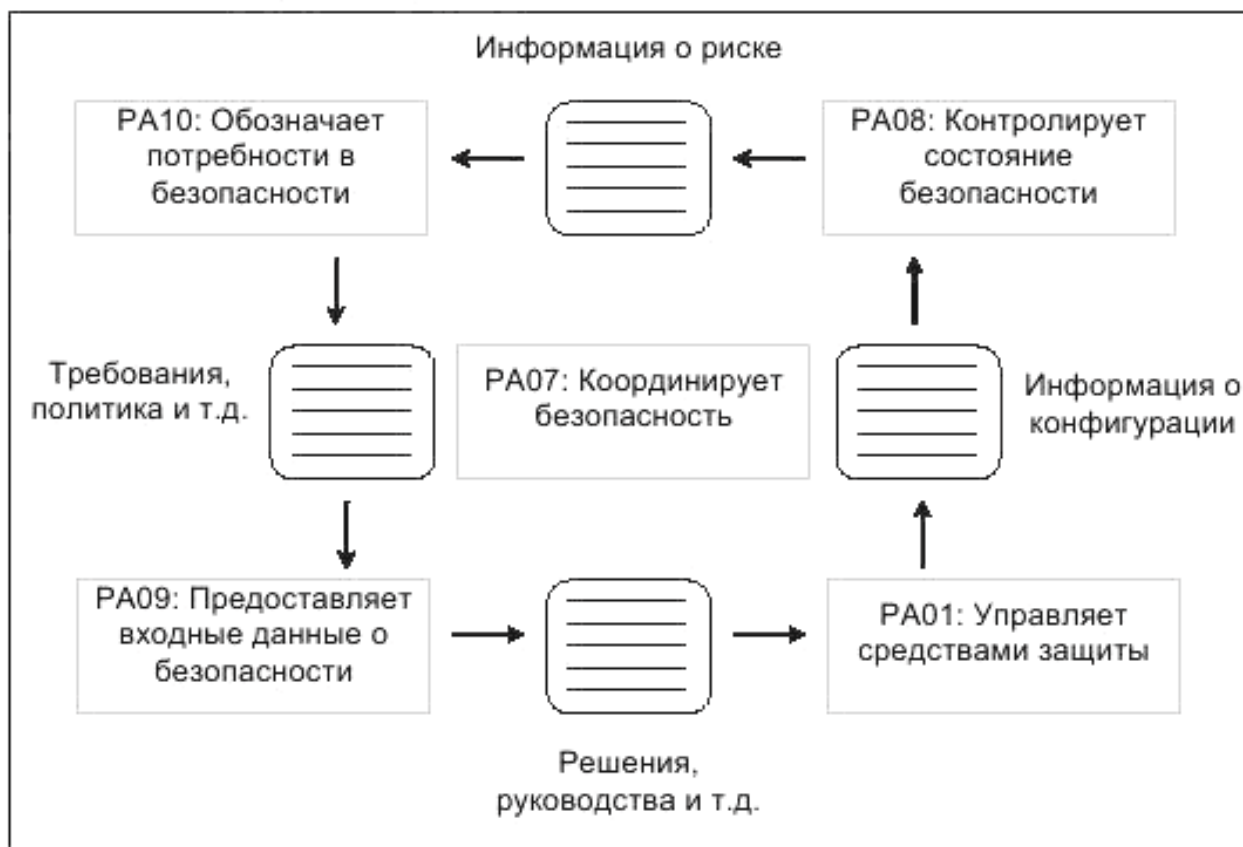 Информация о риске
PA10: Обозначает
потребности в
безопасности
PA08: Контролирует
состояние
безопасности
Требования,
политика и т.д.
PA07: Координирует
безопасность
Информация о
конфигурации
PA09: Предоставляет
входные данные о
безопасности
PA01: Управляет
средствами защиты
Решения,
руководства и т.д.